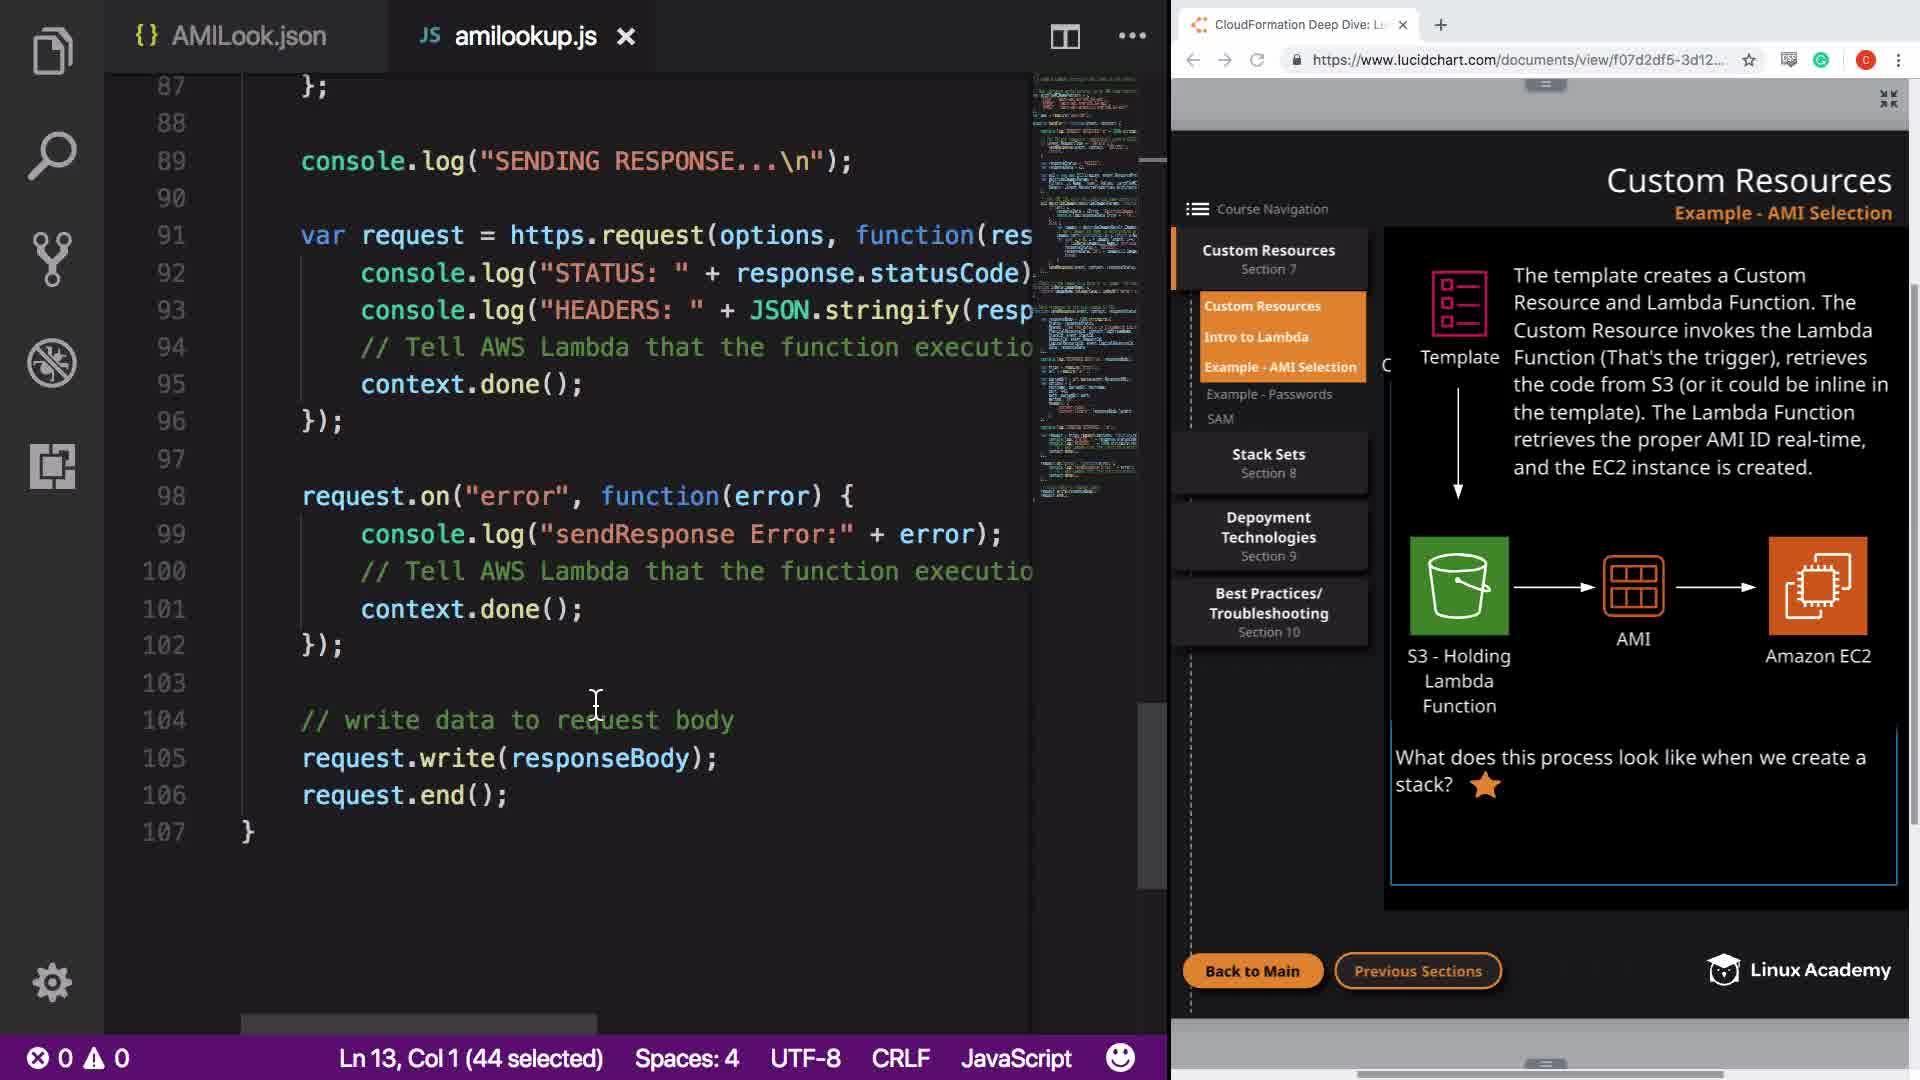 {} AMILook.json
JS amilookup.js
87 };
88
89 console.log("SENDING RESPONSE...\n");
90
91 var request = https.request(options, function(res
92 console.log("STATUS: " + response.statusCode)
93 console.log("HEADERS: " + JSON.stringify(resp
94 // Tell AWS Lambda that the function executio
95 context.done();
96 });
97
98 request.on("error", function(error) {
99 console.log("sendResponse Error:" + error);
100 // Tell AWS Lambda that the function executio
101 context.done();
102 });
103
104 // write data to request body
105 request.write(responseBody);
106 request.end();
107 }
0 0
Ln 13, Col 1 (44 selected)
Spaces: 4
UTF-8
CRLF
JavaScript
CloudFormation Deep Dive: Lu
https://www.lucidchart.com/documents/view/f07d2df5-3d12...
C
Custom Resources
Example - AMI Selection
Course Navigation
Custom Resources
Section 7
Custom Resources
Intro to Lambda
Example - AMI Selection
Example - Passwords
SAM
Stack Sets
Section 8
Depoyment
Technologies
Section 9
Best Practices/
Troubleshooting
Section 10
C
Template
The template creates a Custom
Resource and Lambda Function. The
Custom Resource invokes the Lambda
Function (That's the trigger), retrieves
the code from S3 (or it could be inline in
the template). The Lambda Function
retrieves the proper AMI ID real-time,
and the EC2 instance is created.
S3 - Holding
Lambda
Function
AMI
Amazon EC2
What does this process look like when we create a
stack?
Back to Main
Previous Sections
Linux Academy